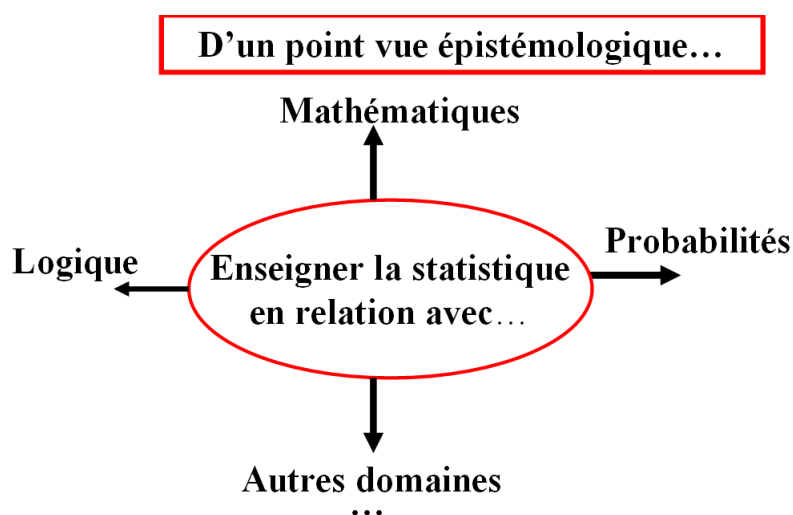 D'un point vue épistémologique…
Mathématiques
Logique
Probabilités
Enseigner la statistique
en relation avec…
Autres domaines
…